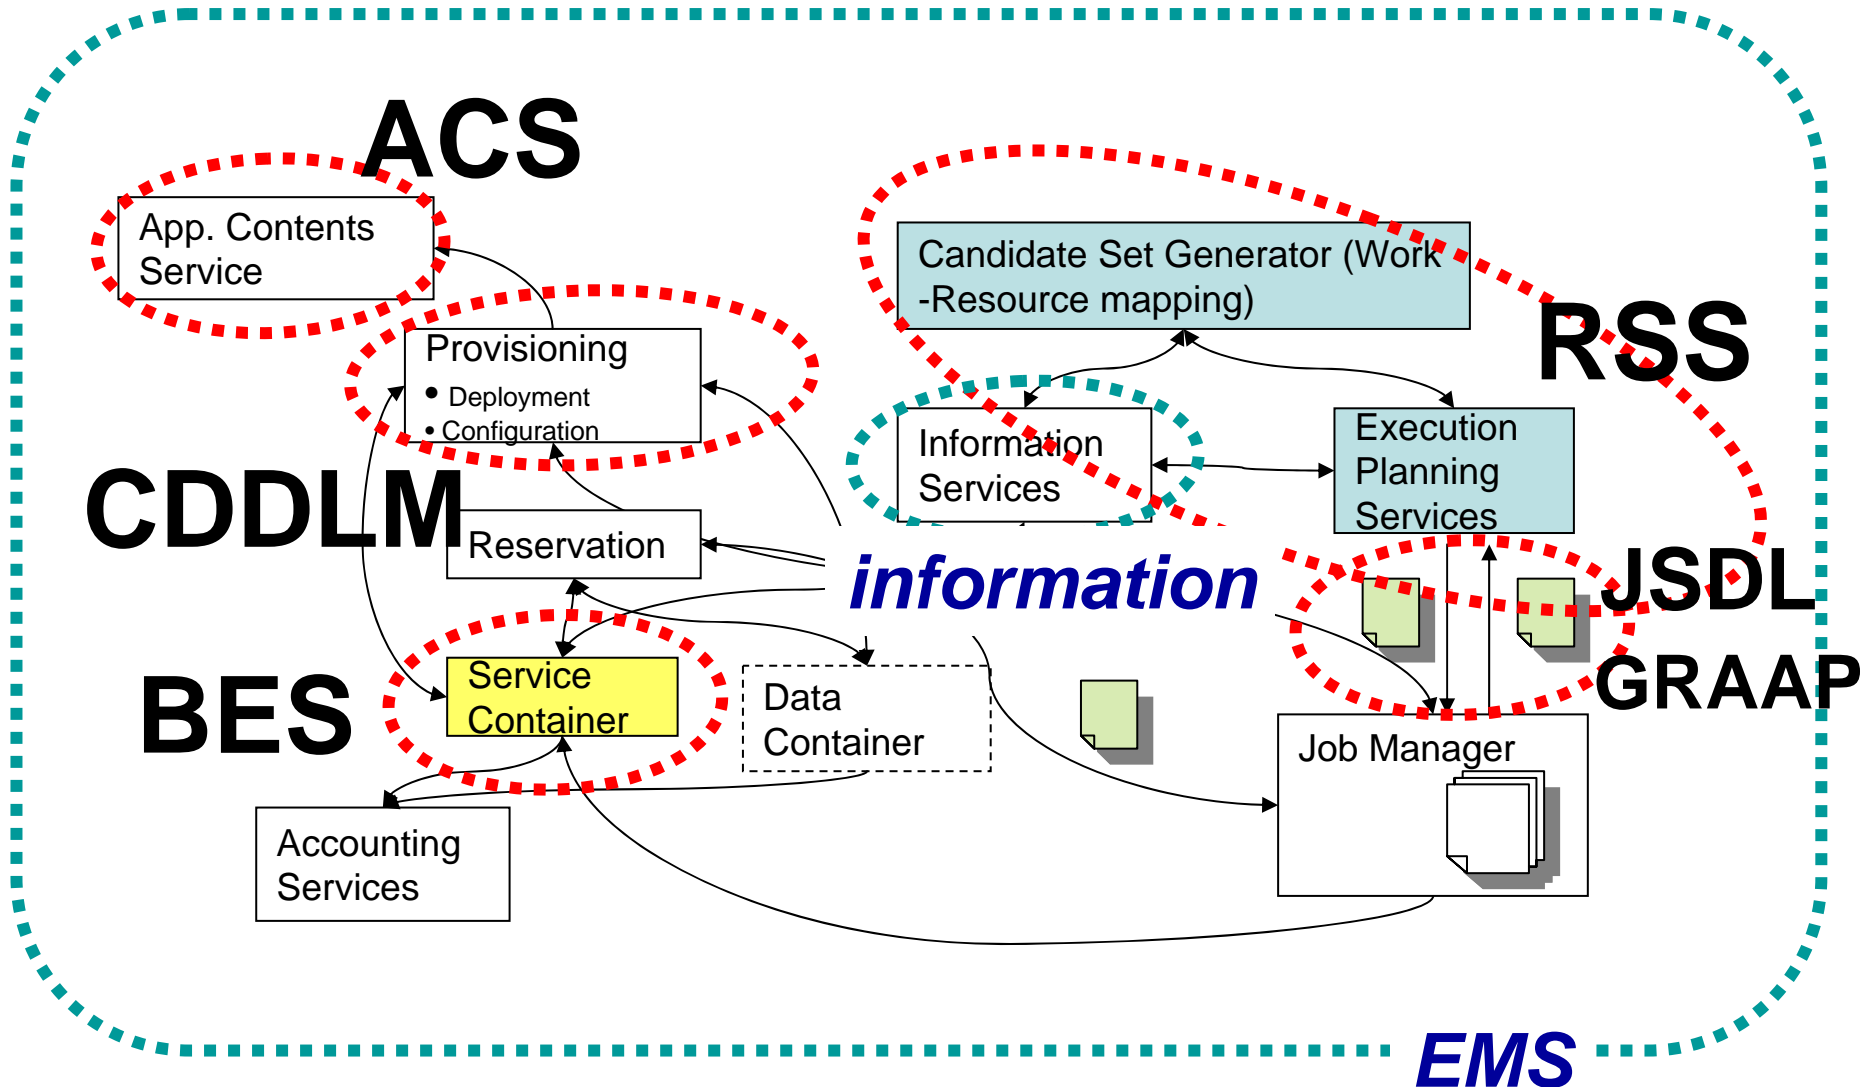 ACS
App. Contents
Service
Candidate Set Generator (Work
-Resource mapping)
RSS
Provisioning
• Deployment
• Configuration
Information
Services
Execution
Planning
Services
CDDLM
Reservation
information
JSDL
GRAAP
BES
Service
Container
Data
Container
Job Manager
Accounting
Services
EMS